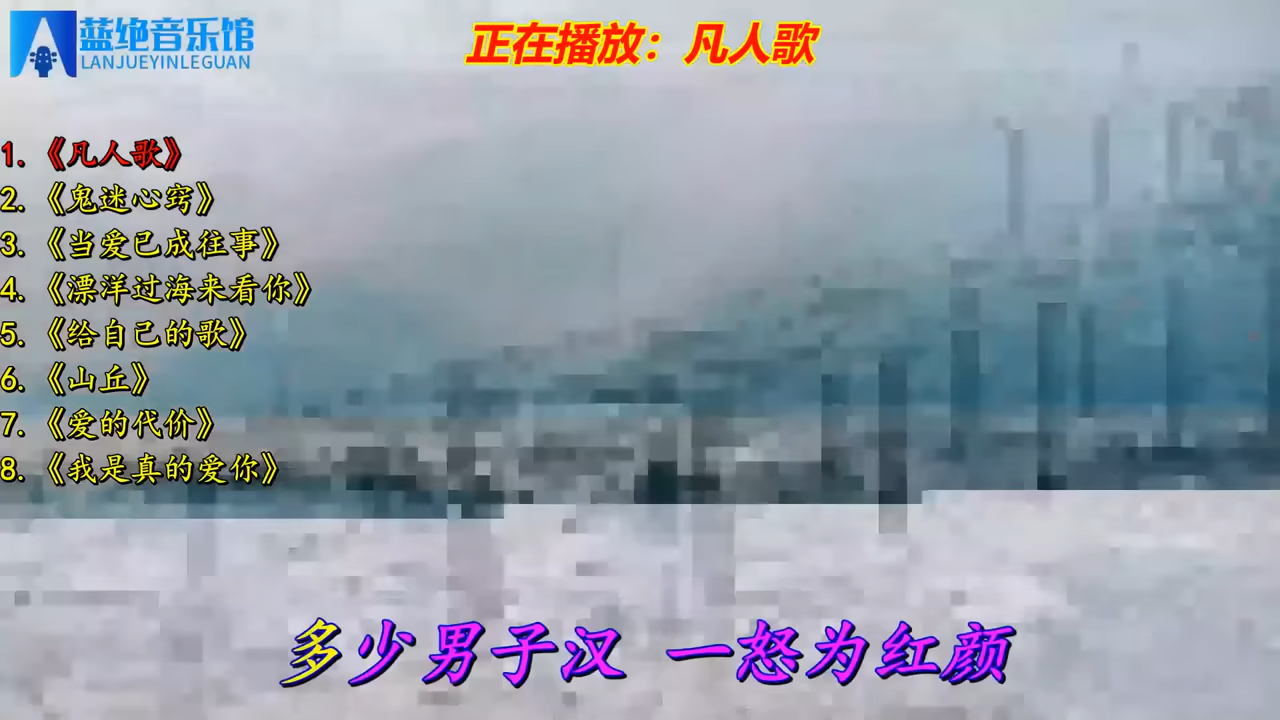 蓝绝音乐馆
LANJUEYINLEGUAN
正在播放：凡人歌
1.《凡人歌》
2.《鬼迷心窍》
3.《当爱已成往事》
4.《漂洋过海来看你》
5.《给自己的歌》
6.《山丘》
7.《爱的代价》
8.《我是真的爱你》
多少男子汉 一怒为红颜